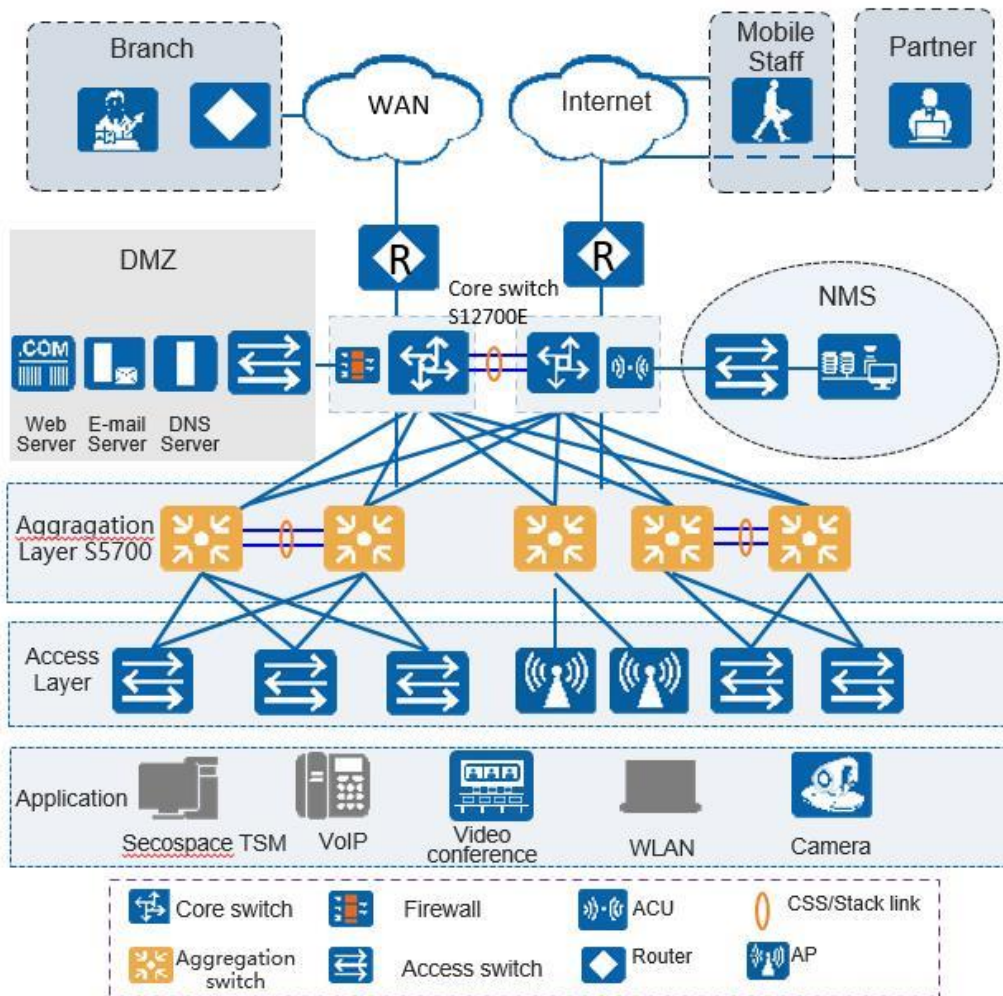 Branch
WAN
Internet
Mobile
Staff
Partner
DMZ
R
R
Core switch
S12700E
NMS
.COM
Web
Server
E-mail
Server
DNS
Server
Aggragation
Layer S5700
Access
Layer
Application
Secospace TSM
VoIP
Video
conference
WLAN
Camera
Core switch
Firewall
ACU
CSS/Stack link
Aggregation
switch
Access switch
Router
AP